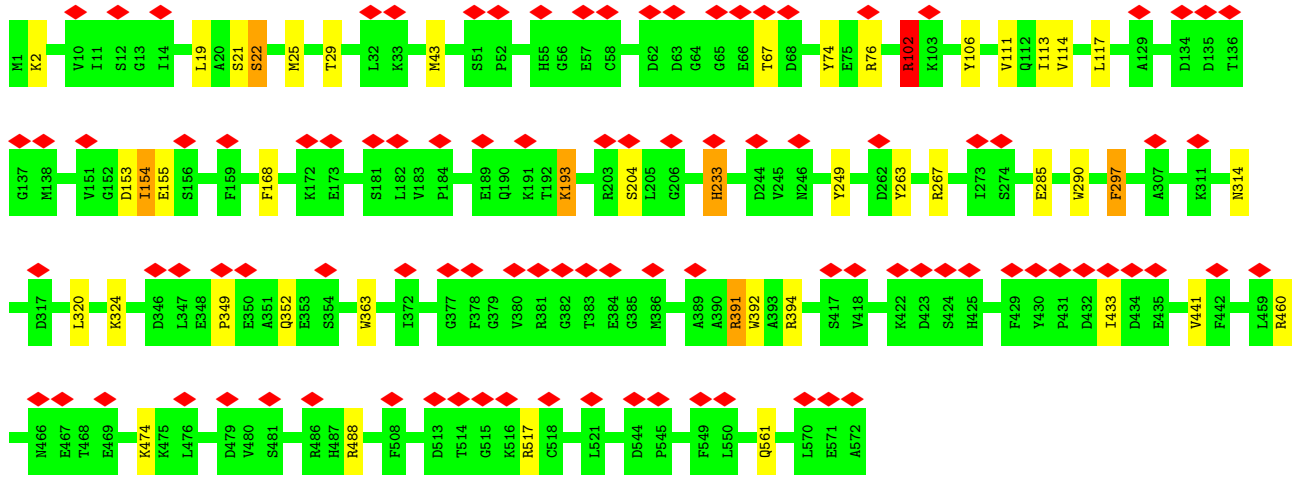 M1 K2 V10 I11 S12 G13 I14 L19 A20 S21 S22 M25 T29 L32 K33 M43 S51 P52 H55 G56 E57 C58 D62 D63 G64 G65 E66 T67 D68 Y74 E75 R76 R102 K103 Y106 V111 Q112 I113 V114 L117 A129 D134 D135 T136
G137 M138 V151 G152 D153 I154 E155 S156 F159 F168 K172 E173 S181 L182 V183 P184 E189 Q190 K191 T192 K193 R203 S204 L205 G206 H233 D244 V245 N246 Y249 D262 Y263 R267 I273 S274 E285 W290 F297 A307 K311 N314
D317 L320 K324 D346 L347 E348 P349 E350 A351 Q352 E353 S354 W363 I372 G377 F378 G379 V380 R381 G382 T383 E384 G385 M386 A389 A390 R391 W392 A393 R394 S417 V418 K422 D423 S424 H425 F429 Y430 P431 D432 I433 D434 E435 V441 F442 L459 R460
N466 E467 T468 E469 K474 K475 L476 D479 V480 S481 R486 H487 R488 F508 D513 T514 G515 K516 R517 C518 L521 D544 P545 F549 L550 Q561 L570 E571 A572